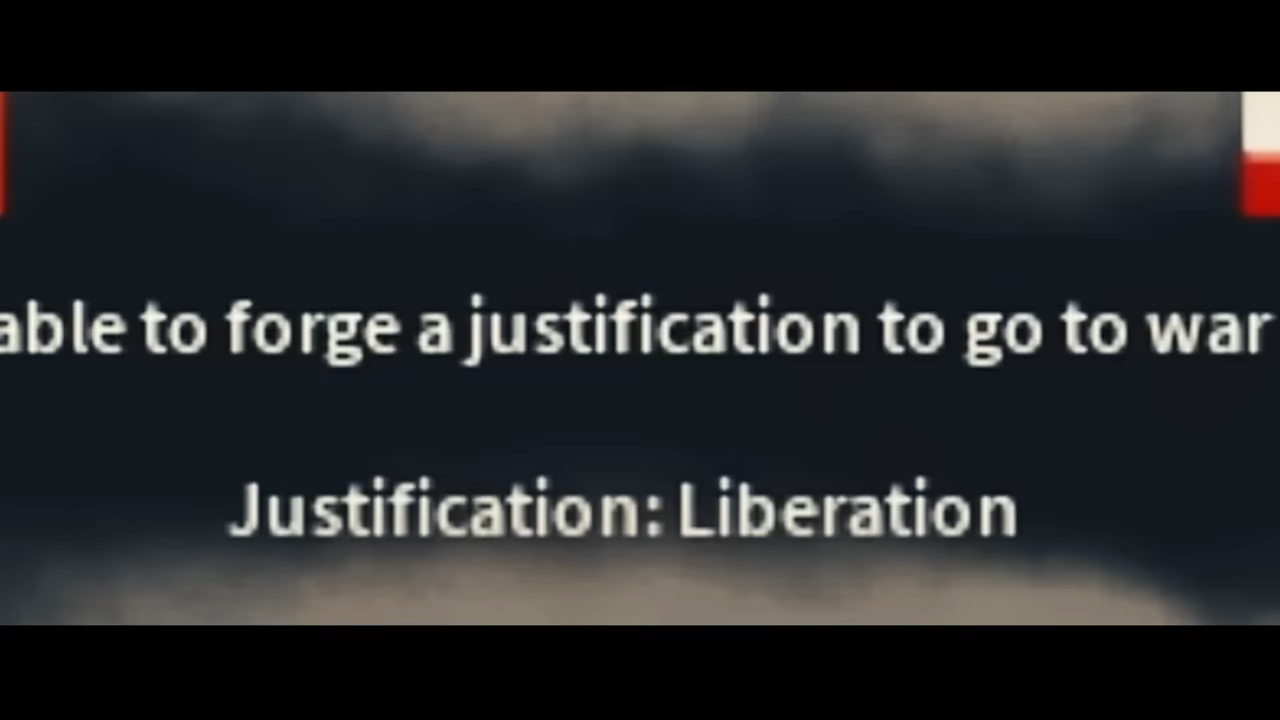 able to forge a justification to go to war
Justification: Liberation